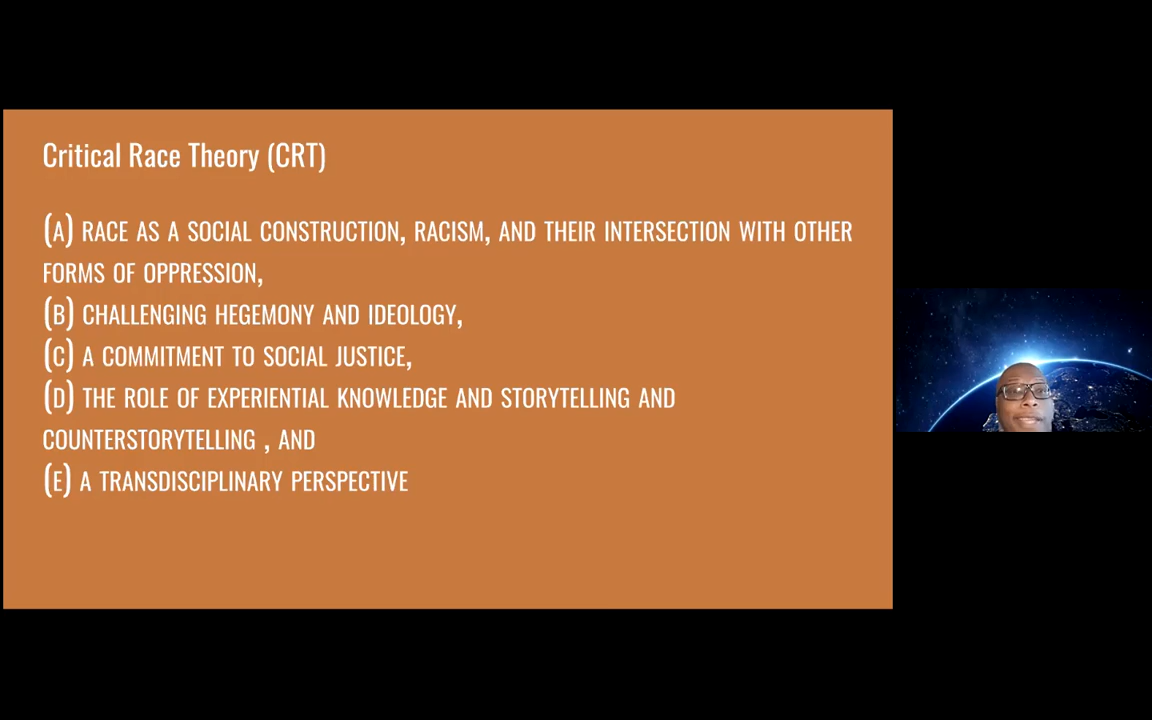 Critical Race Theory (CRT)
(A) RACE AS A SOCIAL CONSTRUCTION, RACISM, AND THEIR INTERSECTION WITH OTHER
FORMS OF OPPRESSION,
(B) CHALLENGING HEGEMONY AND IDEOLOGY,
(C) A COMMITMENT TO SOCIAL JUSTICE,
(D) THE ROLE OF EXPERIENTIAL KNOWLEDGE AND STORYTELLING AND
COUNTERSTORYTELLING , AND
(E) A TRANSDISCIPLINARY PERSPECTIVE